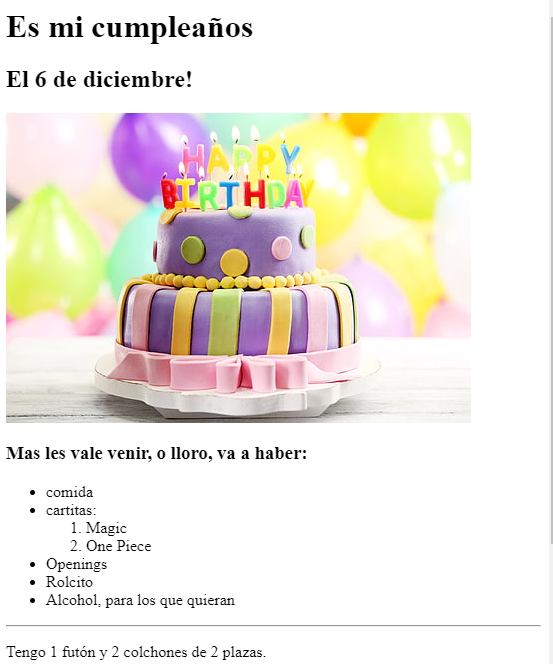 Es mi cumpleaños
El 6 de diciembre!
HAPPY
BIRTHDAY
Mas les vale venir, o lloro, va a haber:
• comida
• cartitas:
1. Magic
2. One Piece
• Openings
• Rolcito
• Alcohol, para los que quieran
Tengo 1 futón y 2 colchones de 2 plazas.